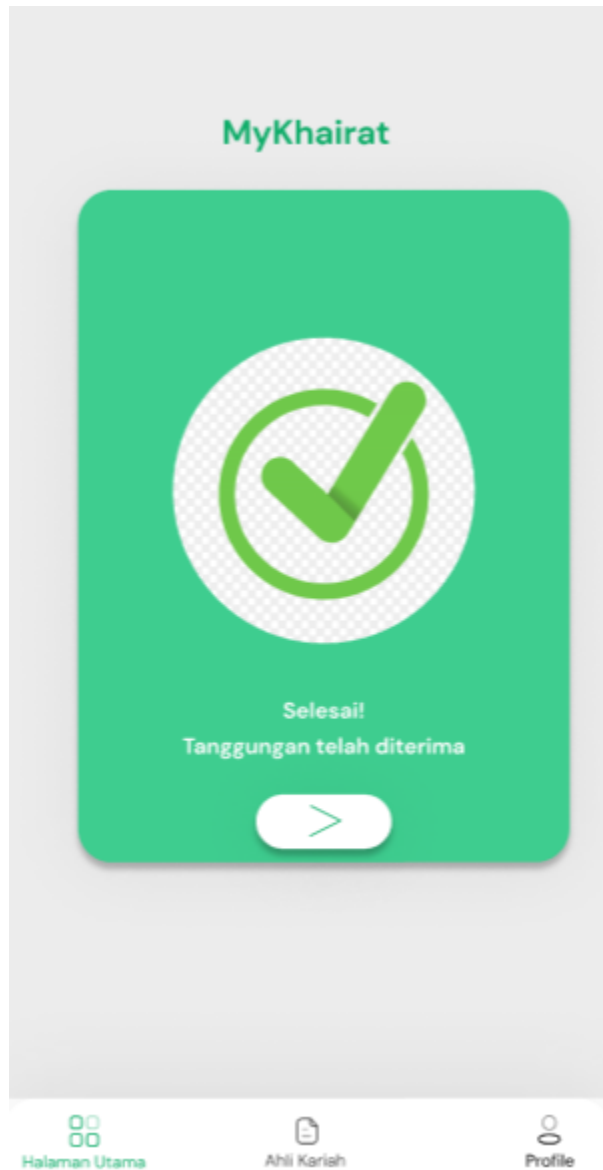 MyKhairat
Selesai!
Tanggungan telah diterima
>
Halaman Utama
Ahli Kariah
Profile